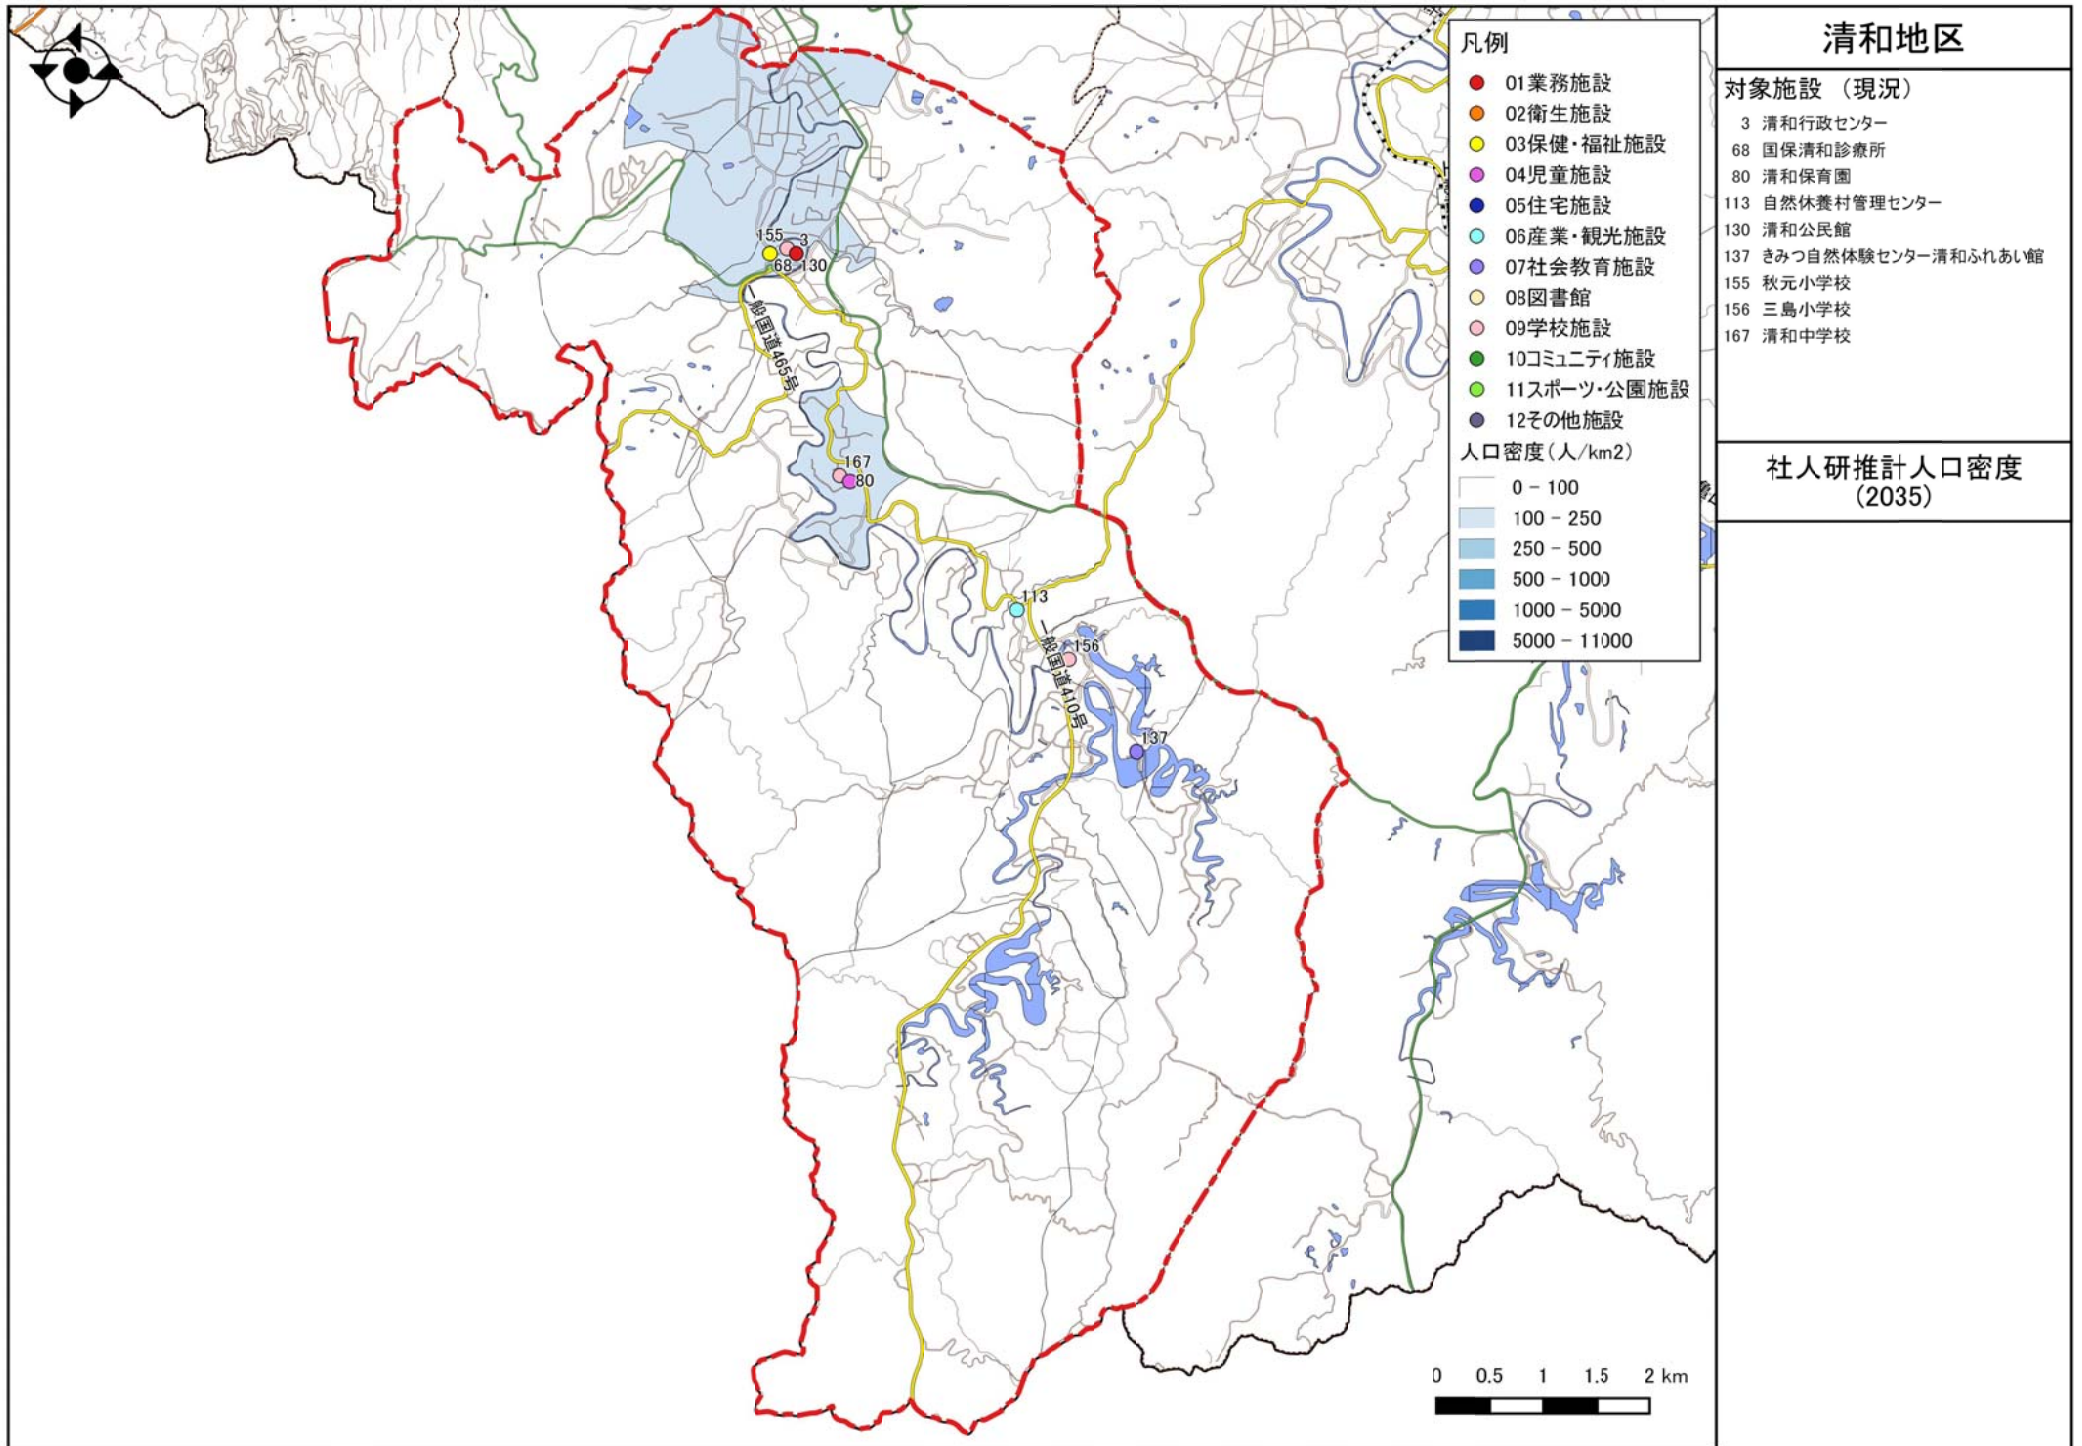 清和地区
対象施設 (現況)
3 清和行政センター
68 国保清和診療所
80 清和保育園
113 自然休養村管理センター
130 清和公民館
137 きみつ自然体験センター清和ふれあい館
155 秋元小学校
156 三島小学校
167 清和中学校
社人研推計人口密度
(2035)
凡例
01業務施設
02衛生施設
03保健・福祉施設
04児童施設
05住宅施設
06産業・観光施設
07社会教育施設
08図書館
09学校施設
10コミュニティ施設
11スポーツ・公園施設
12その他施設
人口密度(人/km2)
0 - 100
100 - 250
250 - 500
500 - 1000
1000 - 5000
5000 - 11000
155
3
68
130
一般国道465号
167
80
113
一般国道410号
156
137
0 0.5 1 1.5 2 km